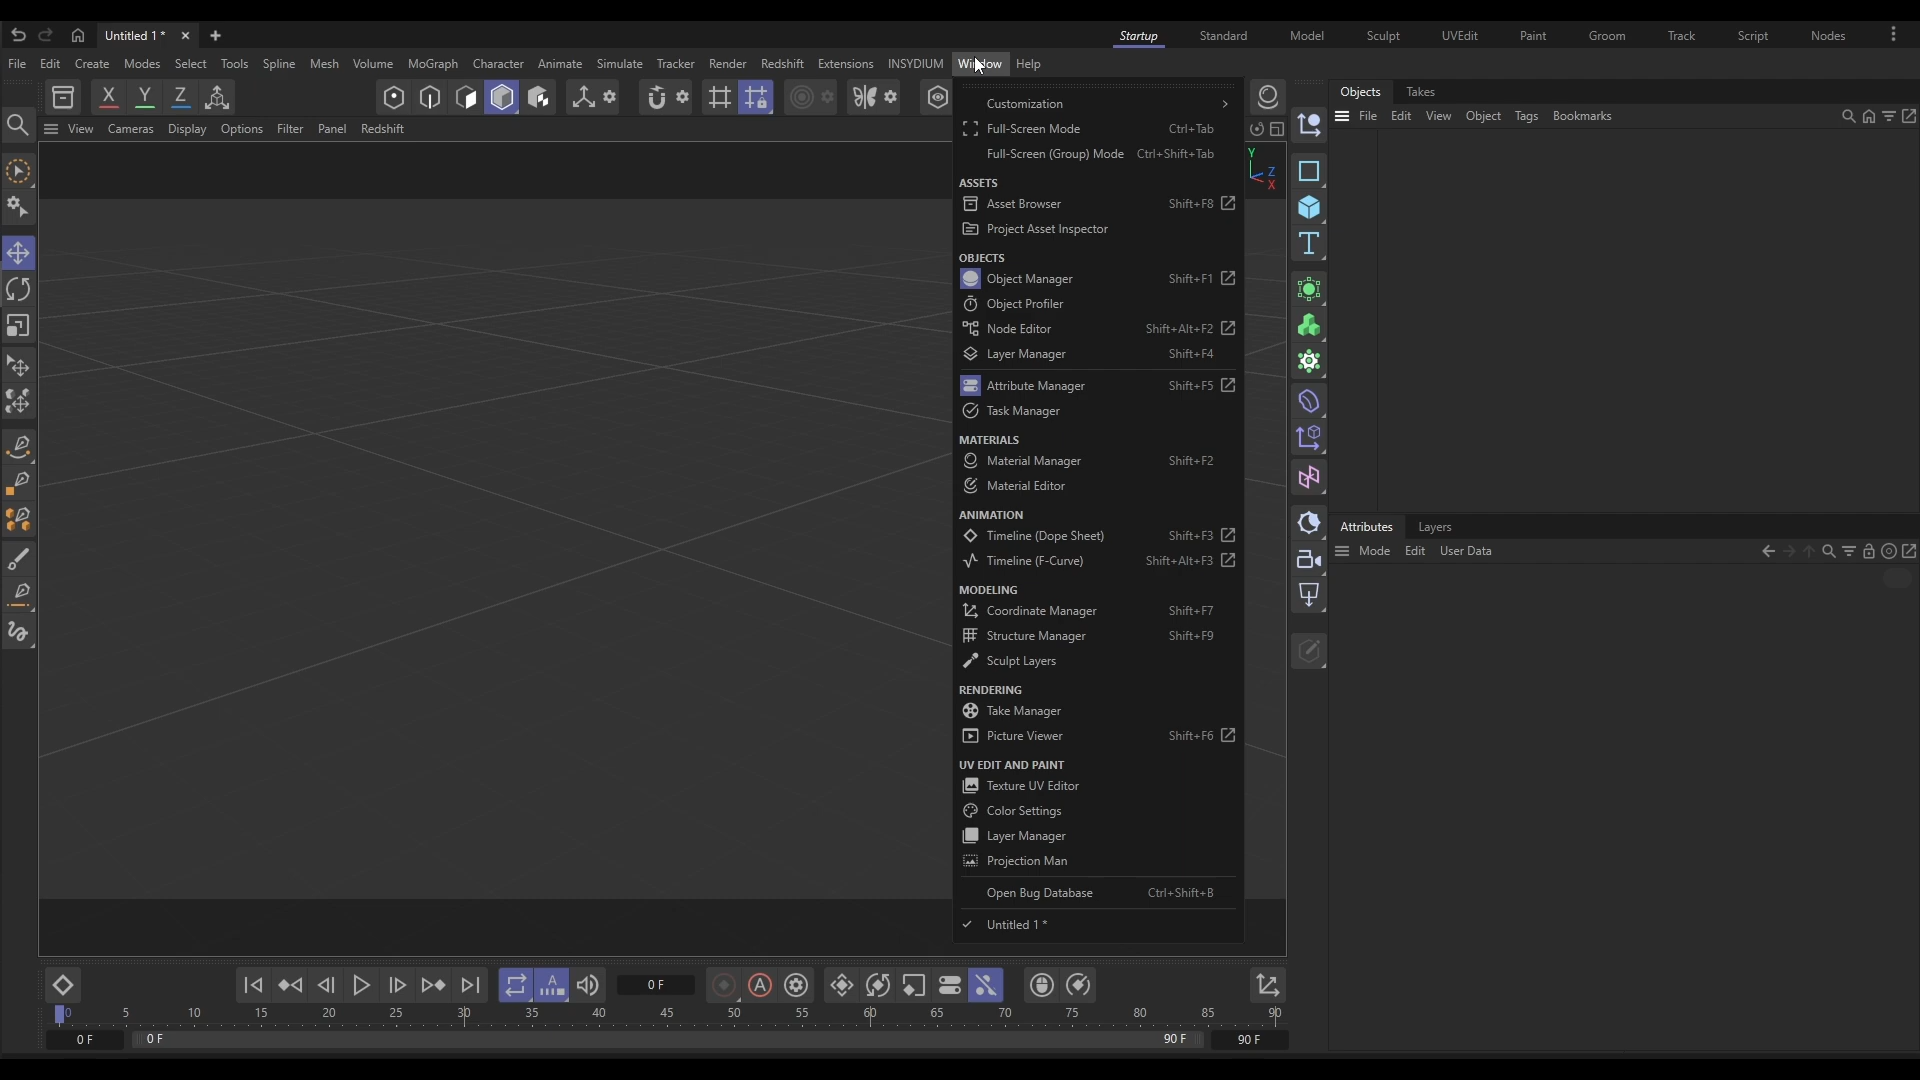 Untitled 1 *
Startup Standard Model Sculpt UVEdit Paint Groom Track Script Nodes
File Edit Create Modes Select Tools Spline Mesh Volume MoGraph Character Animate Simulate Tracker Render Redshift Extensions INSYDIUM Window Help
X Y Z
View Cameras Display Options Filter Panel Redshift
Customization
Full-Screen Mode Ctrl+Tab
Full-Screen (Group) Mode Ctrl+Shift+Tab
ASSETS
Asset Browser Shift+F8
Project Asset Inspector
OBJECTS
Object Manager Shift+F1
Object Profiler
Node Editor Shift+Alt+F2
Layer Manager Shift+F4
Attribute Manager Shift+F5
Task Manager
MATERIALS
Material Manager Shift+F2
Material Editor
ANIMATION
Timeline (Dope Sheet) Shift+F3
Timeline (F-Curve) Shift+Alt+F3
MODELING
Coordinate Manager Shift+F7
Structure Manager Shift+F9
Sculpt Layers
RENDERING
Take Manager
Picture Viewer Shift+F6
UV EDIT AND PAINT
Texture UV Editor
Color Settings
Layer Manager
Projection Man
Open Bug Database Ctrl+Shift+B
Untitled 1 *
Y
Z
X
T
Objects Takes
File Edit View Object Tags Bookmarks
Attributes Layers
Mode Edit User Data
A 0 F A
0 5 10 15 20 25 30 35 40 45 50 55 60 65 70 75 80 85 90
0 F 0 F 90 F 90 F